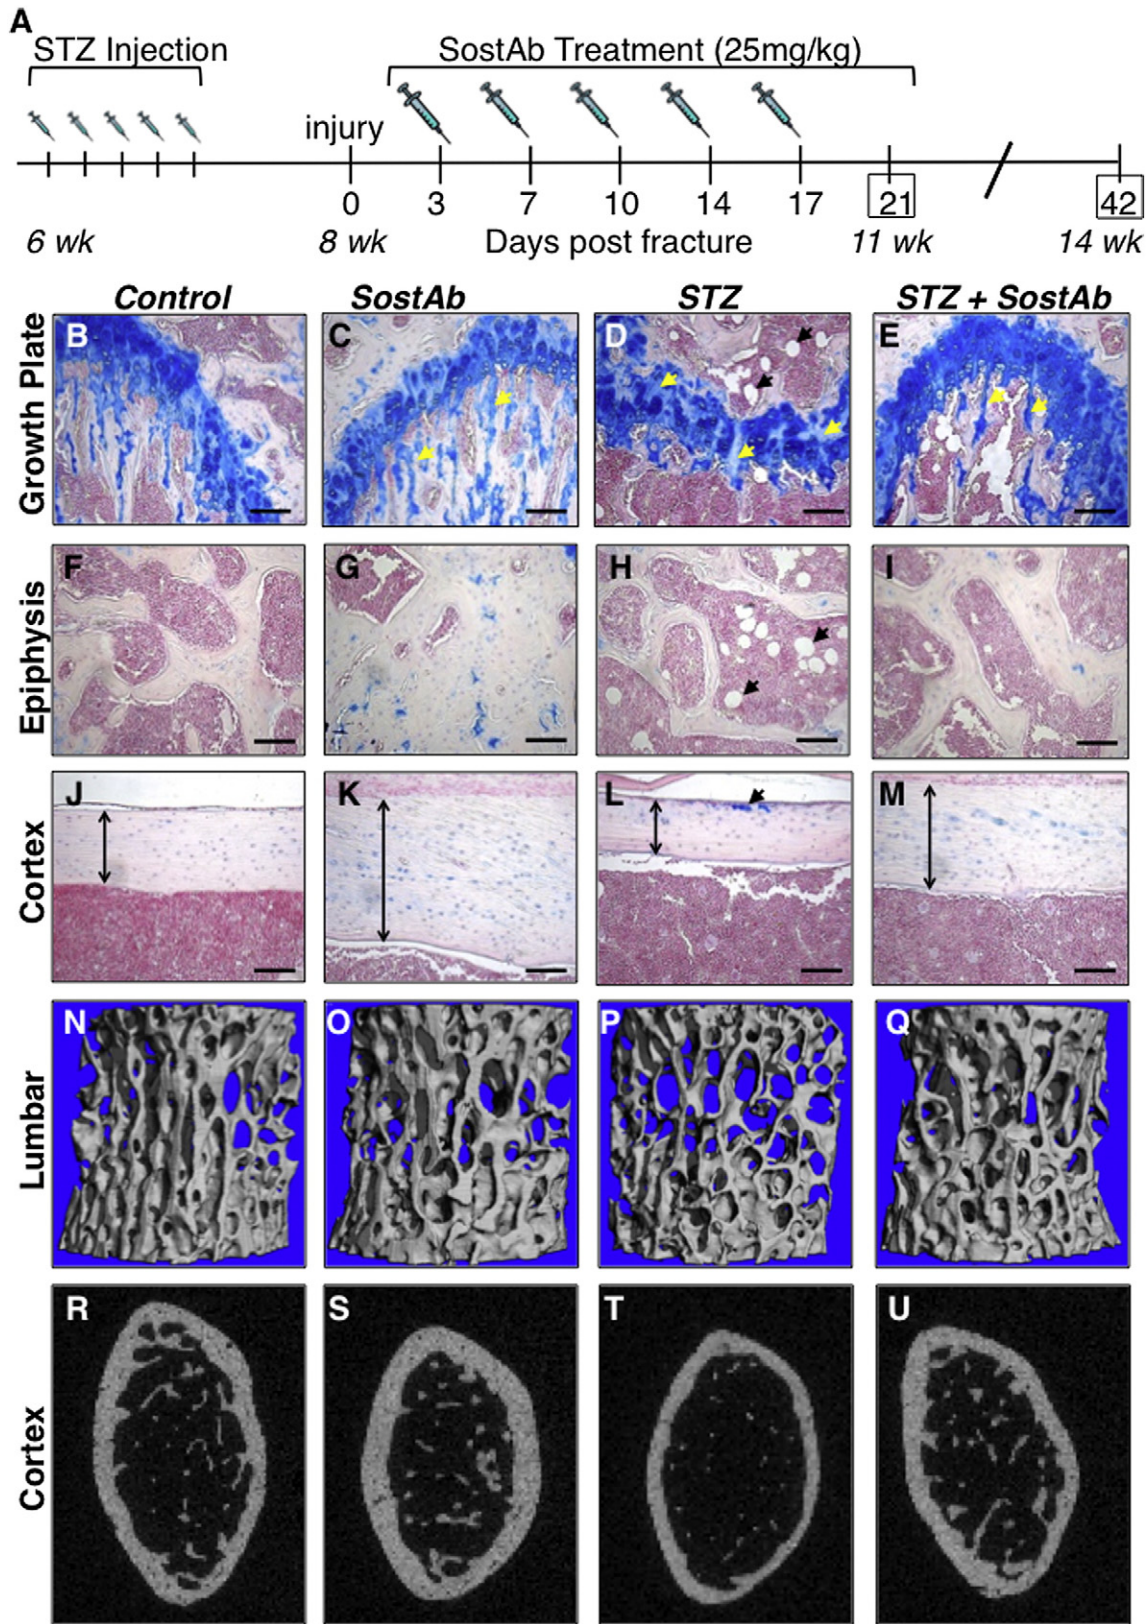 A
STZ Injection
SostAb Treatment (25mg/kg)
injury
0 3 7 10 14 17 21 42
6 wk 8 wk Days post fracture 11 wk 14 wk
Control SostAb STZ STZ + SostAb
Growth Plate
B C D E
Epiphysis
F G H I
Cortex
J K L M
Lumbar
N O P Q
Cortex
R S T U